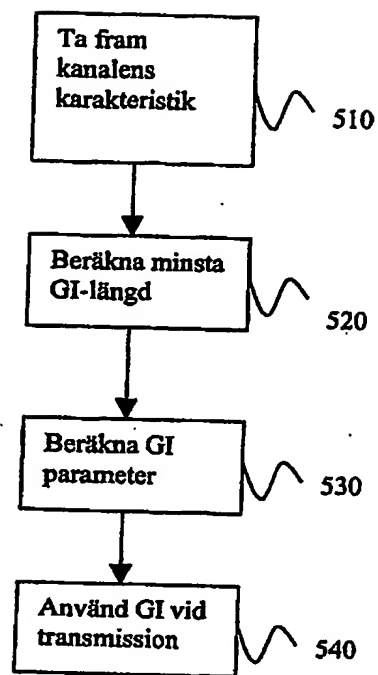 Ta fram
kanalens
karakteristik
510
Beräkna minsta
GI-längd
520
Beräkna GI
parameter
530
Använd GI vid
transmission
540